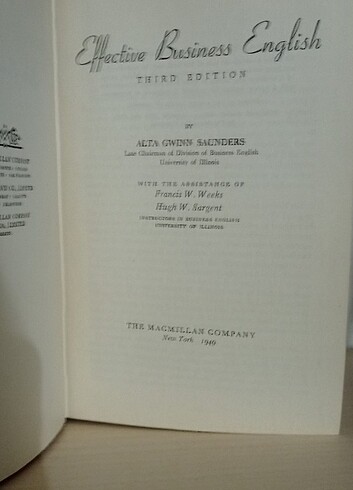 Effective Business English
THIRD EDITION
BY
ALTA GWINN SAUNDERS
Late Chairman of Division of Business English
University of Illinois
WITH THE ASSISTANCE OF
Francis W. Weeks
Hugh W. Sargent
INSTRUCTORS IN BUSINESS ENGLISH
UNIVERSITY OF ILLINOIS
THE MACMILLAN COMPANY
New York 1949